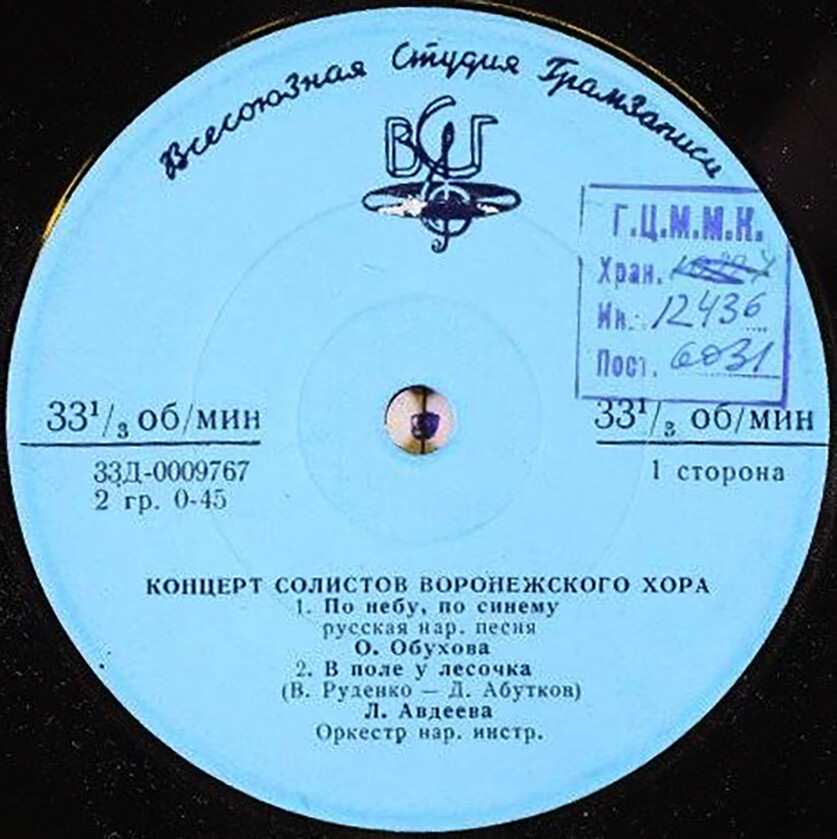 Всесоюзная Студия Грамзаписи
ВСГ
Г.Ц.М.М.К.
Хран.
Ин. 12436
Пост. 6031
33¹/₃ об/мин
33¹/₃ об/мин
33Д-0009767
2 гр. 0-45
1 сторона
КОНЦЕРТ СОЛИСТОВ ВОРОНЕЖСКОГО ХОРА
1. По небу, по синему
русская нар. песня
О. Обухова
2. В поле у лесочка
(В. Руденко — Д. Абутков)
Л. Авдеева
Оркестр нар. инстр.